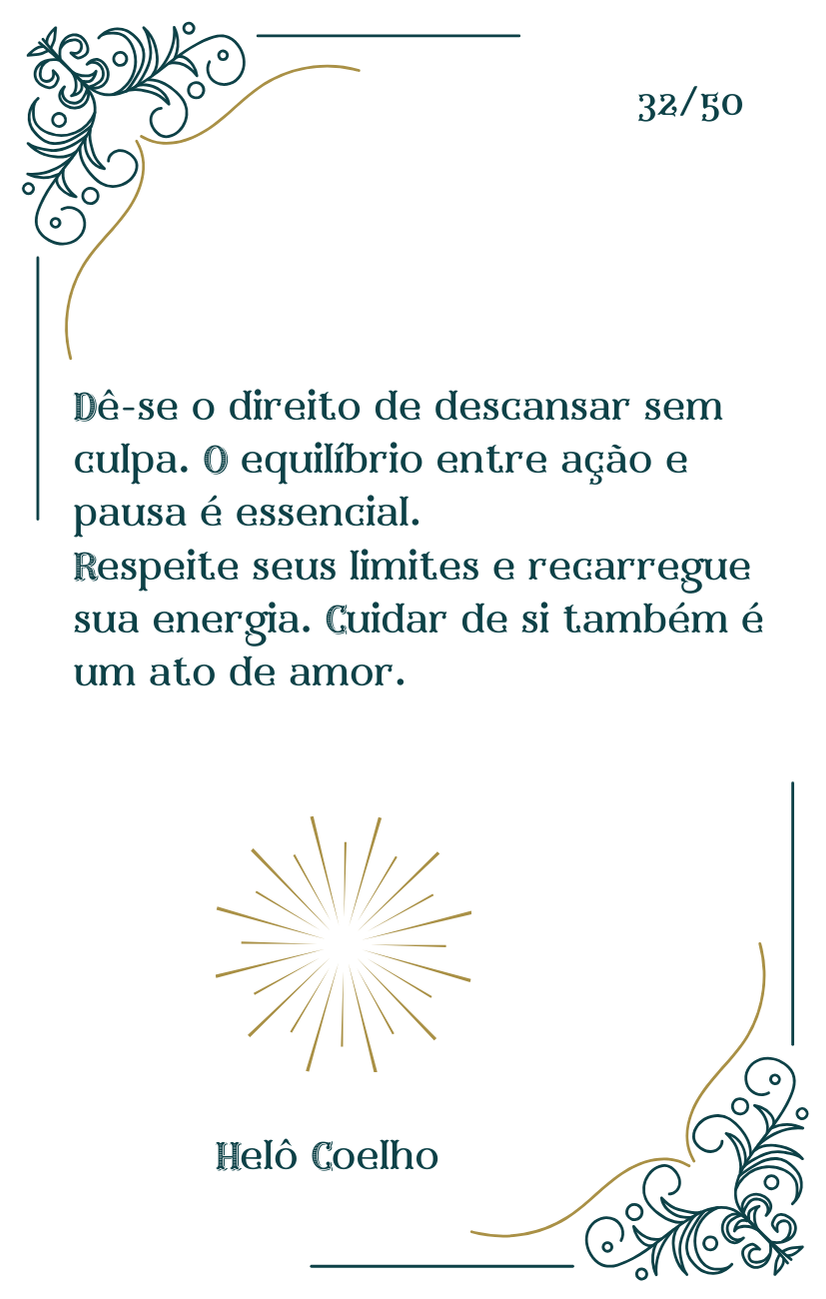 32/50
Dê-se o direito de descansar sem
culpa. O equilíbrio entre ação e
pausa é essencial.
Respeite seus limites e recarregue
sua energia. Cuidar de si também é
um ato de amor.
Helô Coelho